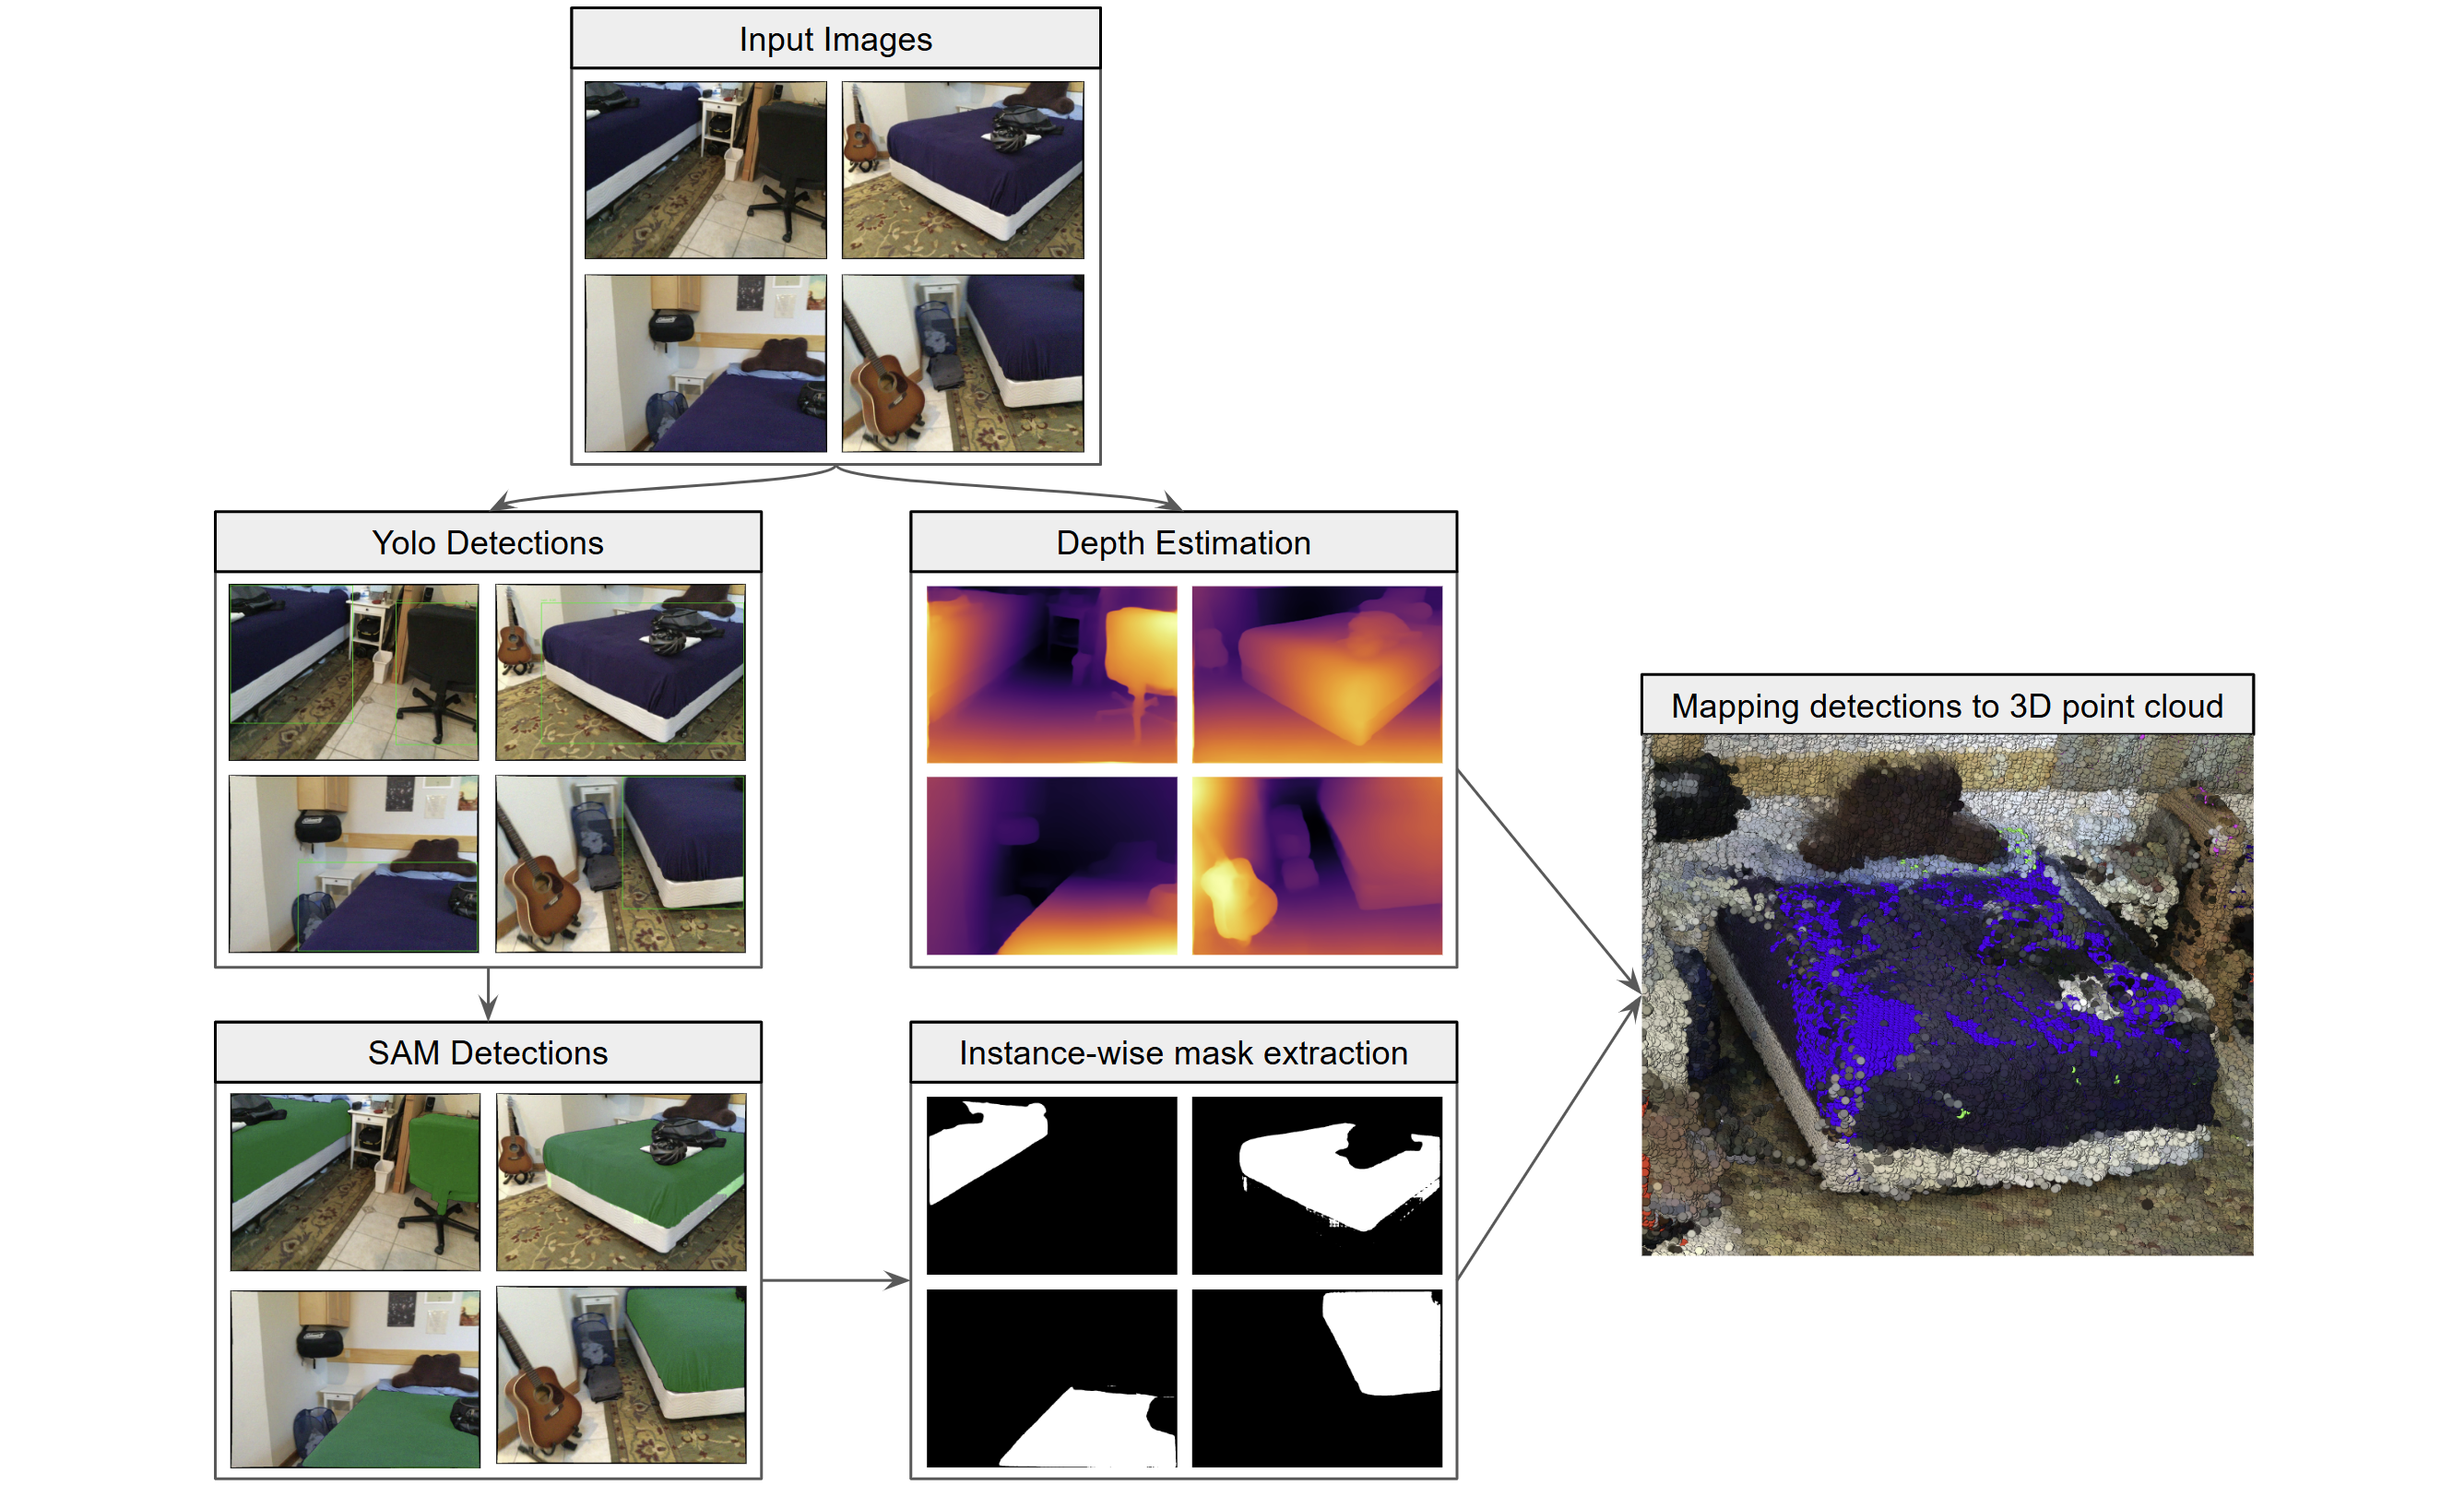 Input Images
Yolo Detections
Depth Estimation
Mapping detections to 3D point cloud
SAM Detections
Instance-wise mask extraction